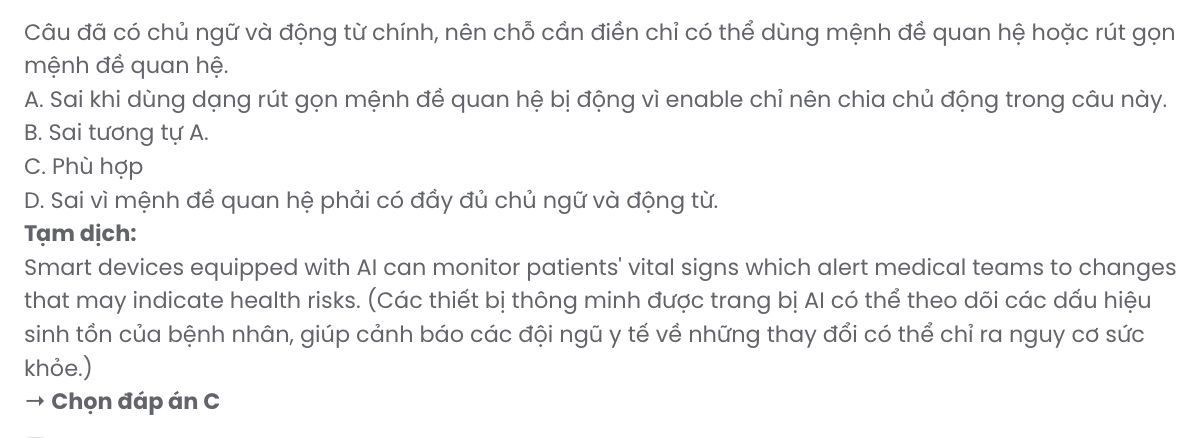 Câu đã có chủ ngữ và động từ chính, nên chỗ cần điền chỉ có thể dùng mệnh đề quan hệ hoặc rút gọn
mệnh đề quan hệ.
A. Sai khi dùng dạng rút gọn mệnh đề quan hệ bị động vì enable chỉ nên chia chủ động trong câu này.
B. Sai tương tự A.
C. Phù hợp
D. Sai vì mệnh đề quan hệ phải có đầy đủ chủ ngữ và động từ.
Tạm dịch:
Smart devices equipped with AI can monitor patients' vital signs which alert medical teams to changes
that may indicate health risks. (Các thiết bị thông minh được trang bị AI có thể theo dõi các dấu hiệu
sinh tồn của bệnh nhân, giúp cảnh báo các đội ngũ y tế về những thay đổi có thể chỉ ra nguy cơ sức
khỏe.)
→ Chọn đáp án C